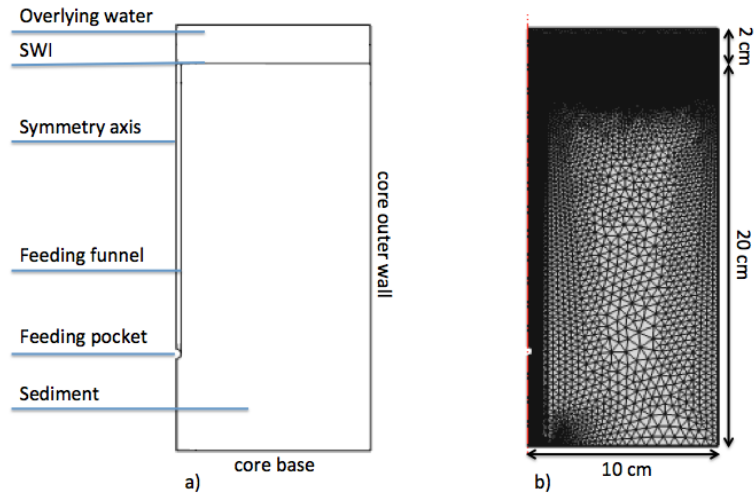 Overlying water
SWI
Symmetry axis
Feeding funnel
Feeding pocket
Sediment
core outer wall
core base
a)
2 cm
20 cm
10 cm
b)